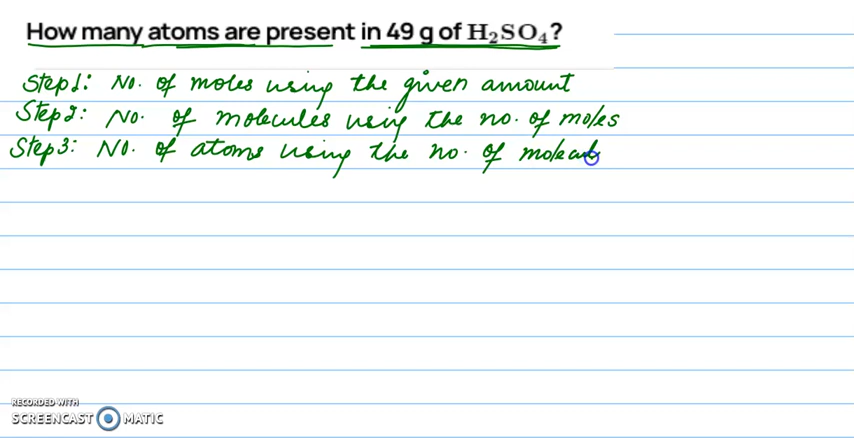 How many atoms are present in 49 g of H₂SO₄?
Step1: No. of moles using the given amount
Step2: No. of molecules using the no. of moles
Step3: No. of atoms using the no. of molecul
RECORDED WITH
SCREENCAST MATIC